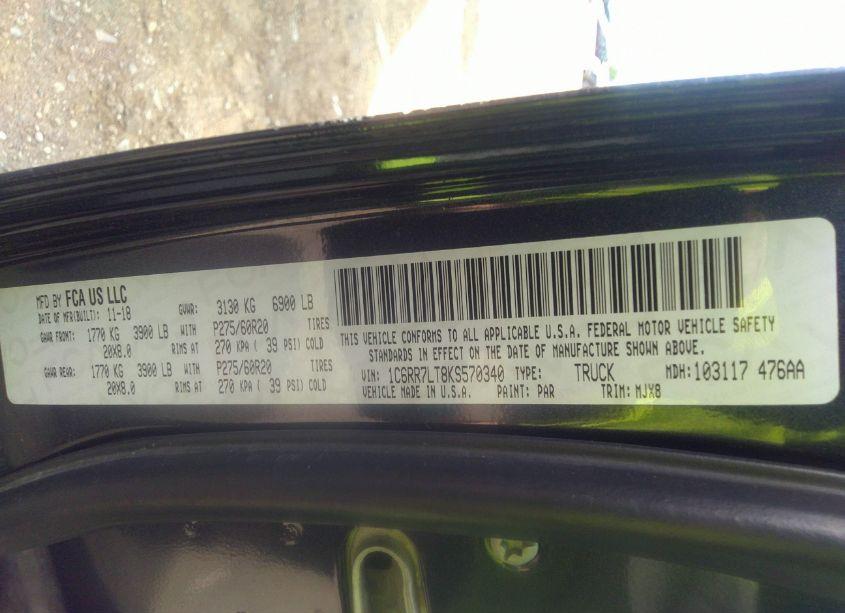 MFD BY FCA US LLC
DATE OF MFR(BUILT): 11-18 GVWR: 3130 KG 6900 LB
GAWR FRONT: 1770 KG 3900 LB WITH P275/60R20 TIRES
20X8.0 RIMS AT 270 KPA ( 39 PSI) COLD
GAWR REAR: 1770 KG 3900 LB WITH P275/60R20 TIRES
20X8.0 RIMS AT 270 KPA ( 39 PSI) COLD
THIS VEHICLE CONFORMS TO ALL APPLICABLE U.S.A. FEDERAL MOTOR VEHICLE SAFETY
STANDARDS IN EFFECT ON THE DATE OF MANUFACTURE SHOWN ABOVE.
VIN: 1C6RR7LT8KS570340 TYPE: TRUCK MDH: 103117 476AA
VEHICLE MADE IN U.S.A. PAINT: PAR TRIM: MJX8